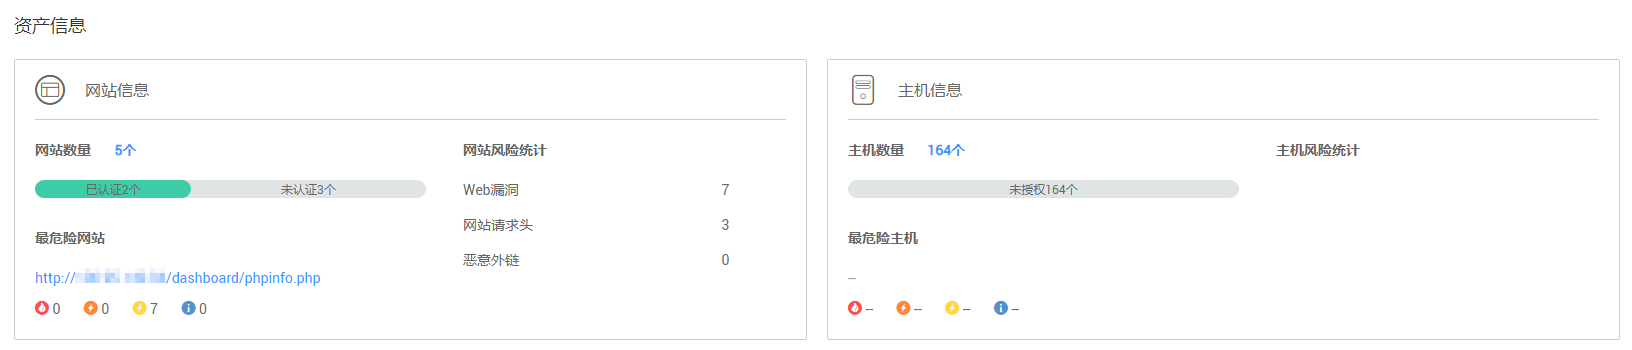 资产信息
网站信息
网站数量 5个
已认证2个 未认证3个
最危险网站
http://
/dashboard/phpinfo.php
0 0 7 0
网站风险统计
Web漏洞 7
网站请求头 3
恶意外链 0
主机信息
主机数量 164个
未授权164个
最危险主机
--
-- -- -- --
主机风险统计